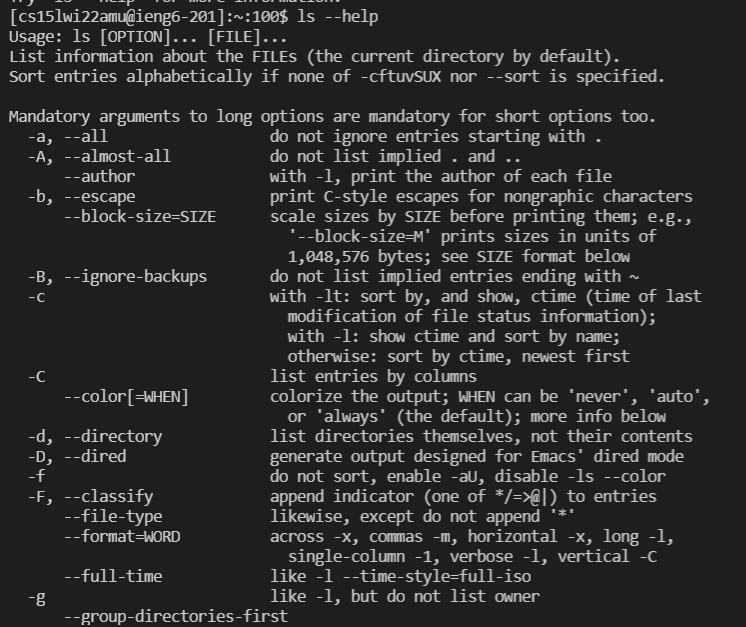 Try 'ls --help' for more information.
[cs15lwi22amu@ieng6-201]:~:100$ ls --help
Usage: ls [OPTION]... [FILE]...
List information about the FILEs (the current directory by default).
Sort entries alphabetically if none of -cftuvSUX nor --sort is specified.

Mandatory arguments to long options are mandatory for short options too.
  -a, --all                  do not ignore entries starting with .
  -A, --almost-all           do not list implied . and ..
      --author               with -l, print the author of each file
  -b, --escape               print C-style escapes for nongraphic characters
      --block-size=SIZE      scale sizes by SIZE before printing them; e.g.,
                               '--block-size=M' prints sizes in units of
                               1,048,576 bytes; see SIZE format below
  -B, --ignore-backups       do not list implied entries ending with ~
  -c                         with -lt: sort by, and show, ctime (time of last
                               modification of file status information);
                               with -l: show ctime and sort by name;
                               otherwise: sort by ctime, newest first
  -C                         list entries by columns
      --color[=WHEN]         colorize the output; WHEN can be 'never', 'auto',
                               or 'always' (the default); more info below
  -d, --directory            list directories themselves, not their contents
  -D, --dired                generate output designed for Emacs' dired mode
  -f                         do not sort, enable -aU, disable -ls --color
  -F, --classify             append indicator (one of */=>@|) to entries
      --file-type            likewise, except do not append '*'
      --format=WORD          across -x, commas -m, horizontal -x, long -l,
                               single-column -1, verbose -l, vertical -C
      --full-time            like -l --time-style=full-iso
  -g                         like -l, but do not list owner
      --group-directories-first